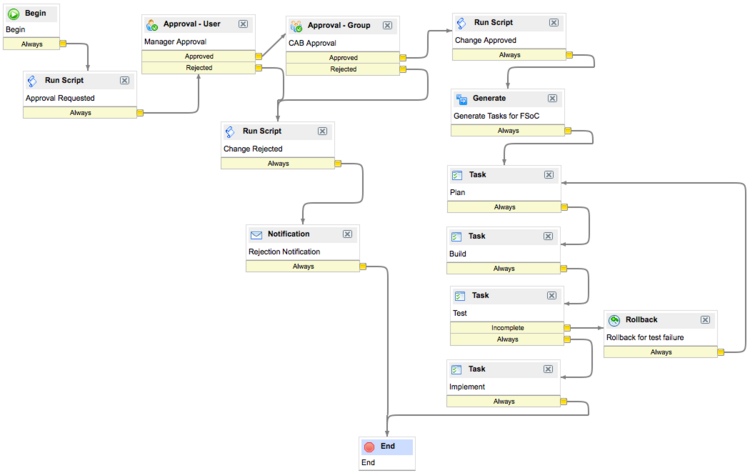 Begin
Begin
Always
Run Script
Approval Requested
Always
Approval - User
Manager Approval
Approved
Rejected
Approval - Group
CAB Approval
Approved
Rejected
Run Script
Change Approved
Always
Generate
Generate Tasks for FSoC
Always
Run Script
Change Rejected
Always
Notification
Rejection Notification
Always
Task
Plan
Always
Task
Build
Always
Task
Test
Incomplete
Always
Rollback
Rollback for test failure
Always
Task
Implement
Always
End
End